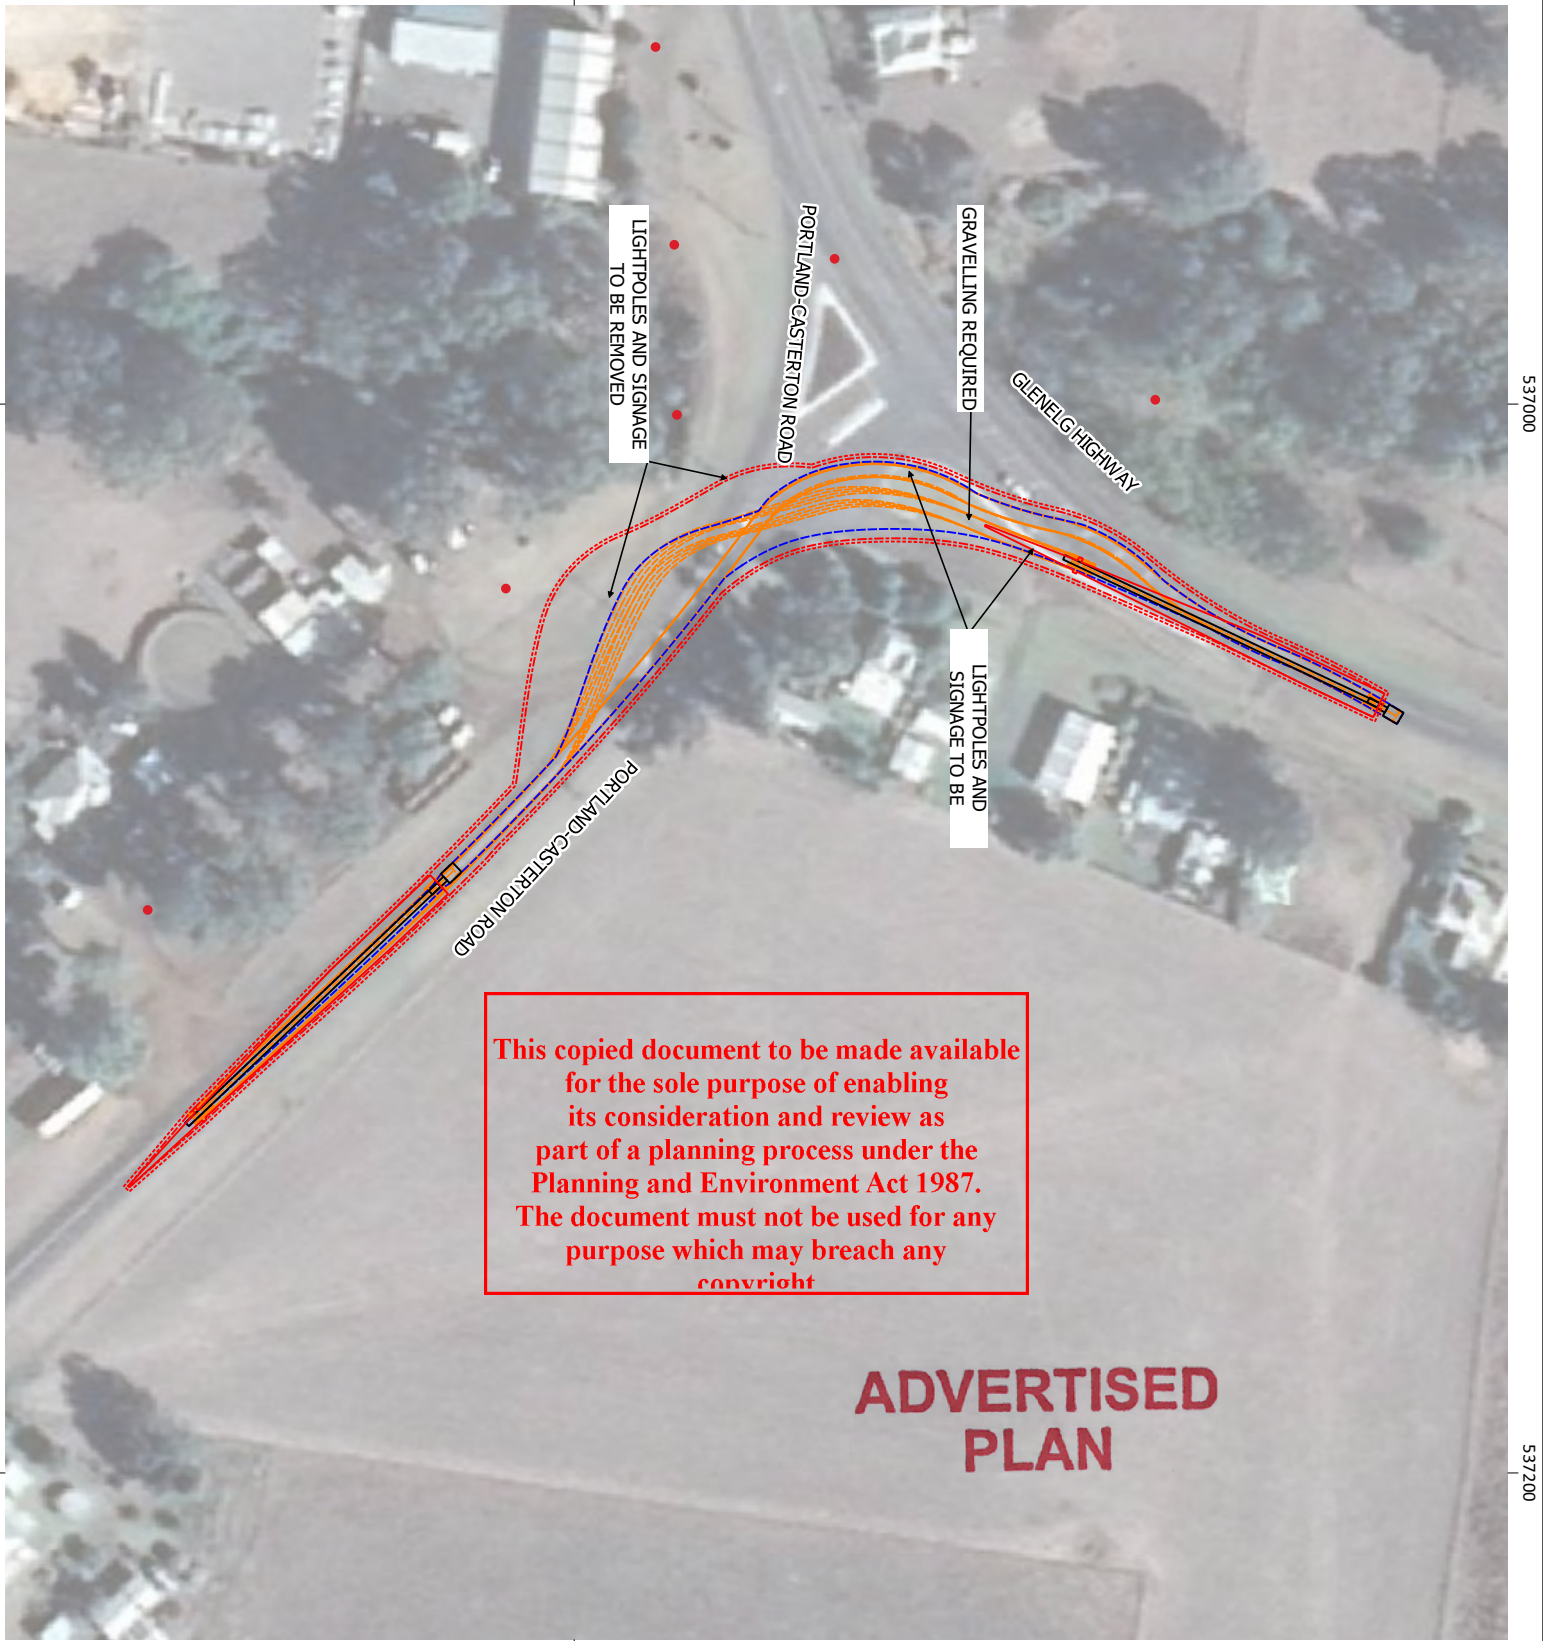 537000
PORTLAND-CASTERTON ROAD
GRAVELLING REQUIRED
LIGHTPOLES AND SIGNAGE
TO BE REMOVED
GLENELG HIGHWAY
LIGHTPOLES AND
SIGNAGE TO BE
PORTLAND-CASTERTON ROAD
This copied document to be made available
for the sole purpose of enabling
its consideration and review as
part of a planning process under the
Planning and Environment Act 1987.
The document must not be used for any
purpose which may breach any
copyright
ADVERTISED
PLAN
537200